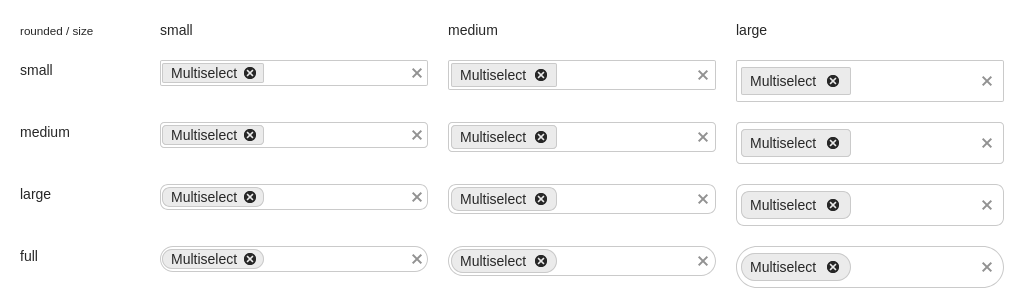 rounded / size small medium large
small Multiselect Multiselect Multiselect
medium Multiselect Multiselect Multiselect
large Multiselect Multiselect Multiselect
full Multiselect Multiselect Multiselect